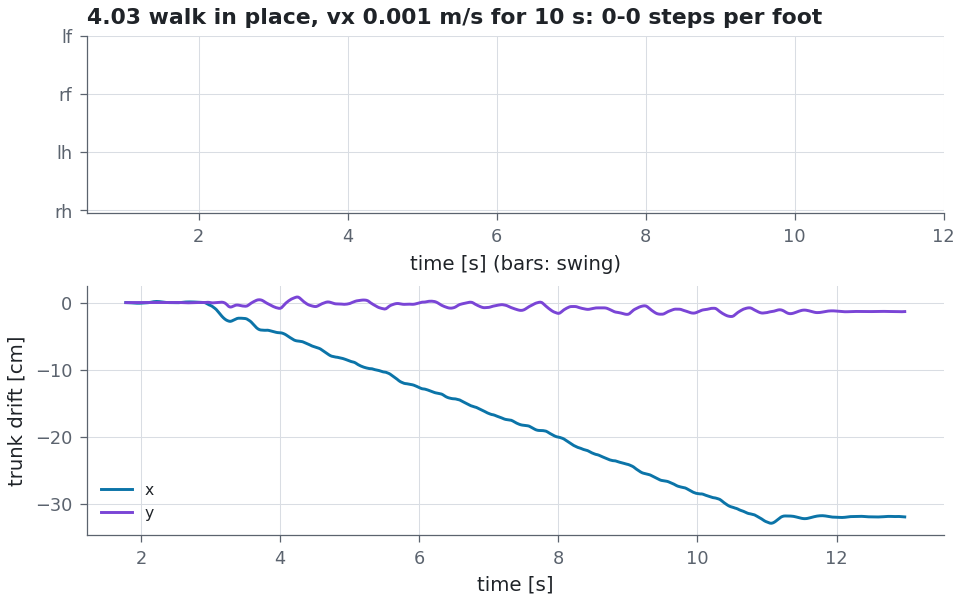 4.03 walk in place, vx 0.001 m/s for 10 s: 0-0 steps per foot
lf
rf
lh
rh
2 4 6 8 10 12
time [s] (bars: swing)
trunk drift [cm]
0
−10
−20
−30
x
y
2 4 6 8 10 12
time [s]